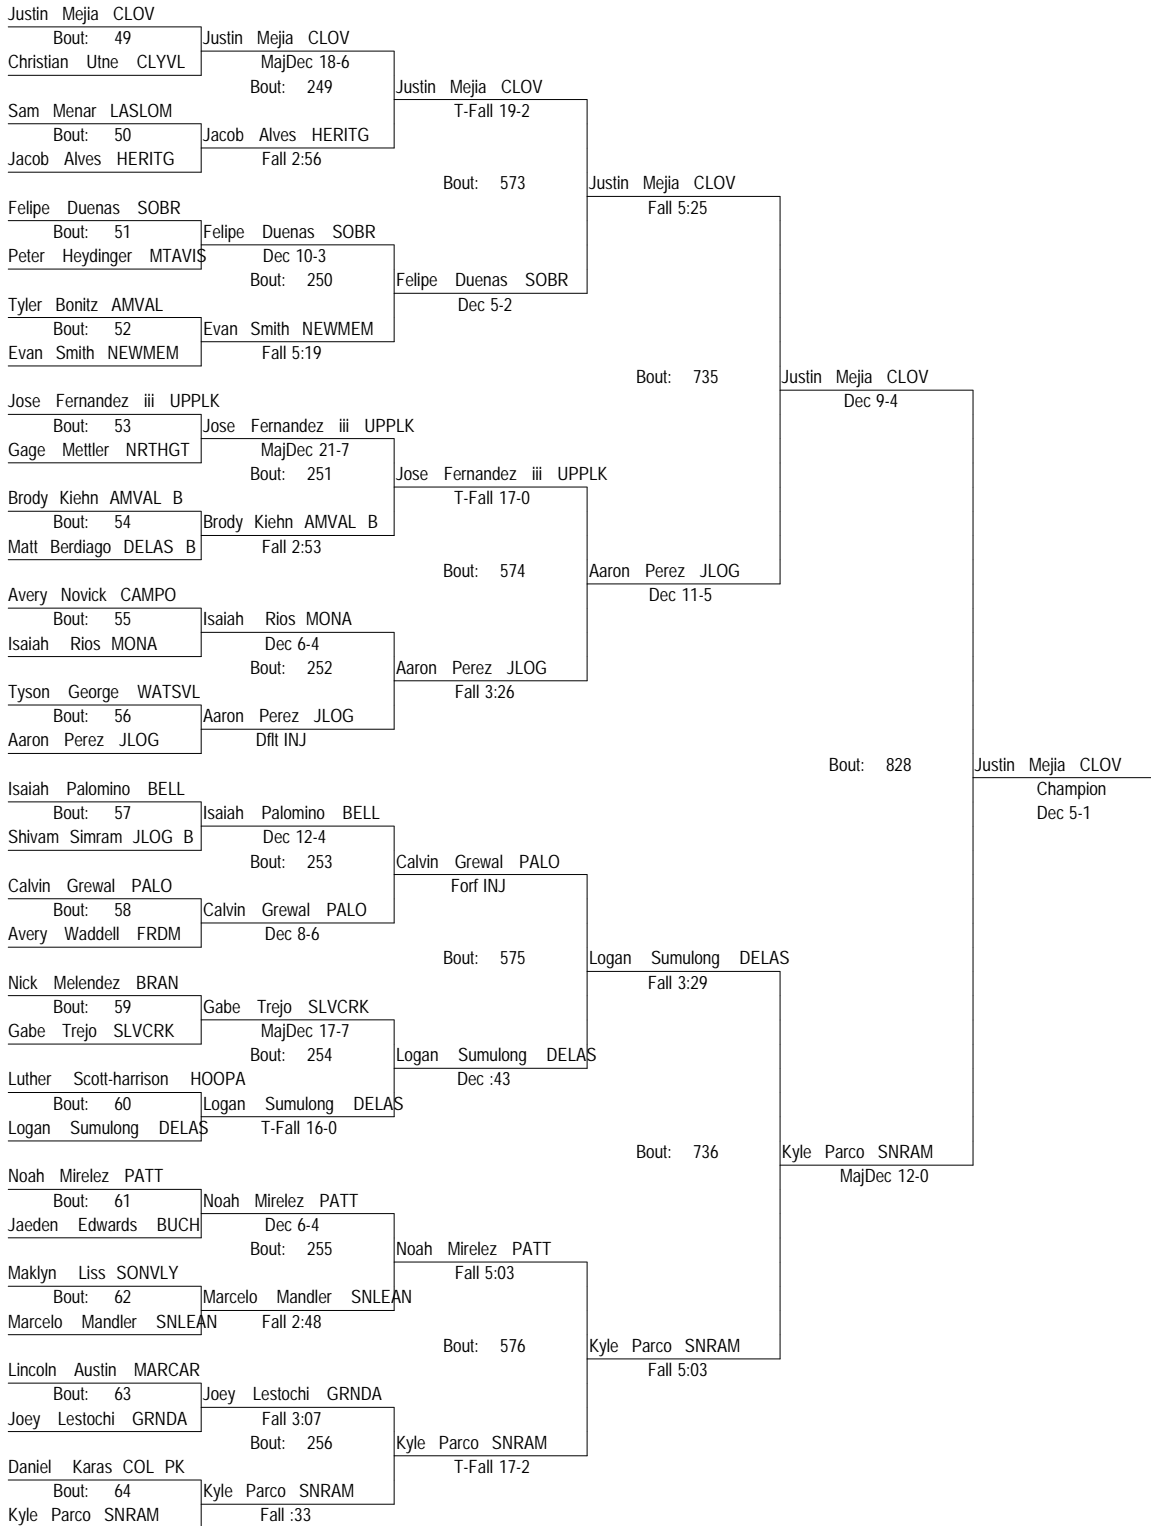 Justin Mejia CLOV
Bout: 49 Justin Mejia CLOV
Christian Utne CLYVL MajDec 18-6
Bout: 249 Justin Mejia CLOV
Sam Menar LASLOM T-Fall 19-2
Bout: 50 Jacob Alves HERITG
Jacob Alves HERITG Fall 2:56
Bout: 573 Justin Mejia CLOV
Felipe Duenas SOBR Fall 5:25
Bout: 51 Felipe Duenas SOBR
Peter Heydinger MTAVIS Dec 10-3
Bout: 250 Felipe Duenas SOBR
Tyler Bonitz AMVAL Dec 5-2
Bout: 52 Evan Smith NEWMEM
Evan Smith NEWMEM Fall 5:19
Bout: 735 Justin Mejia CLOV
Jose Fernandez iii UPPLK Dec 9-4
Bout: 53 Jose Fernandez iii UPPLK
Gage Mettler NRTHGT MajDec 21-7
Bout: 251 Jose Fernandez iii UPPLK
Brody Kiehn AMVAL B T-Fall 17-0
Bout: 54 Brody Kiehn AMVAL B
Matt Berdiago DELAS B Fall 2:53
Bout: 574 Aaron Perez JLOG
Avery Novick CAMPO Dec 11-5
Bout: 55 Isaiah Rios MONA
Isaiah Rios MONA Dec 6-4
Bout: 252 Aaron Perez JLOG
Tyson George WATSVL Fall 3:26
Bout: 56 Aaron Perez JLOG
Aaron Perez JLOG Dflt INJ
Bout: 828 Justin Mejia CLOV
Isaiah Palomino BELL Champion
Bout: 57 Isaiah Palomino BELL Dec 5-1
Shivam Simram JLOG B Dec 12-4
Bout: 253 Calvin Grewal PALO
Calvin Grewal PALO Forf INJ
Bout: 58 Calvin Grewal PALO
Avery Waddell FRDM Dec 8-6
Bout: 575 Logan Sumulong DELAS
Nick Melendez BRAN Fall 3:29
Bout: 59 Gabe Trejo SLVCRK
Gabe Trejo SLVCRK MajDec 17-7
Bout: 254 Logan Sumulong DELAS
Luther Scott-harrison HOOPA Dec :43
Bout: 60 Logan Sumulong DELAS
Logan Sumulong DELAS T-Fall 16-0
Bout: 736 Kyle Parco SNRAM
Noah Mirelez PATT MajDec 12-0
Bout: 61 Noah Mirelez PATT
Jaeden Edwards BUCH Dec 6-4
Bout: 255 Noah Mirelez PATT
Maklyn Liss SONVLY Fall 5:03
Bout: 62 Marcelo Mandler SNLEAN
Marcelo Mandler SNLEAN Fall 2:48
Bout: 576 Kyle Parco SNRAM
Lincoln Austin MARCAR Fall 5:03
Bout: 63 Joey Lestochi GRNDA
Joey Lestochi GRNDA Fall 3:07
Bout: 256 Kyle Parco SNRAM
Daniel Karas COL PK T-Fall 17-2
Bout: 64 Kyle Parco SNRAM
Kyle Parco SNRAM Fall :33